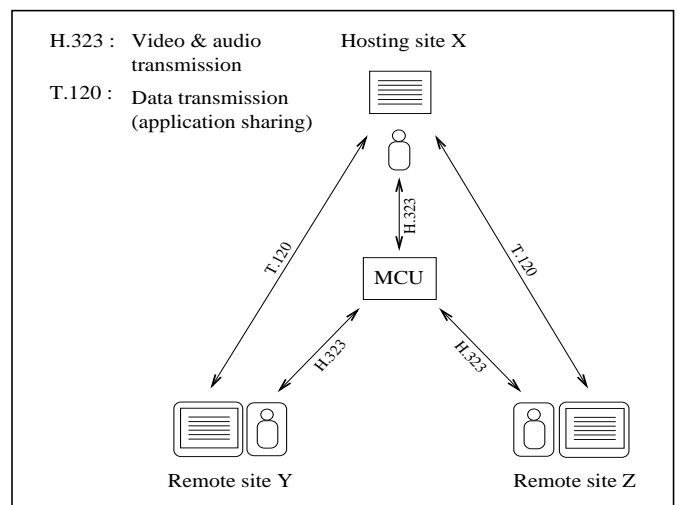 H.323 : Video & audio
transmission
T.120 : Data transmission
(application sharing)
Hosting site X
H.323
T.120
T.120
MCU
H.323
H.323
Remote site Y
Remote site Z